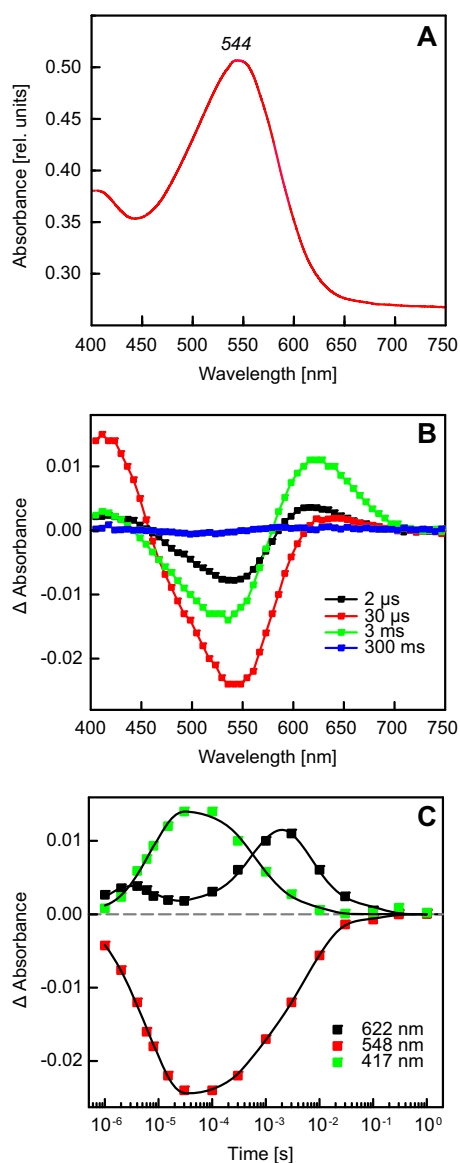 A
544
Absorbance [rel. units]
0.50
0.45
0.40
0.35
0.30
400 450 500 550 600 650 700 750
Wavelength [nm]
B
Δ Absorbance
0.01
0.00
-0.01
-0.02
2 µs
30 µs
3 ms
300 ms
400 450 500 550 600 650 700 750
Wavelength [nm]
C
Δ Absorbance
0.01
0.00
-0.01
-0.02
622 nm
548 nm
417 nm
10⁻⁶ 10⁻⁵ 10⁻⁴ 10⁻³ 10⁻² 10⁻¹ 10⁰
Time [s]